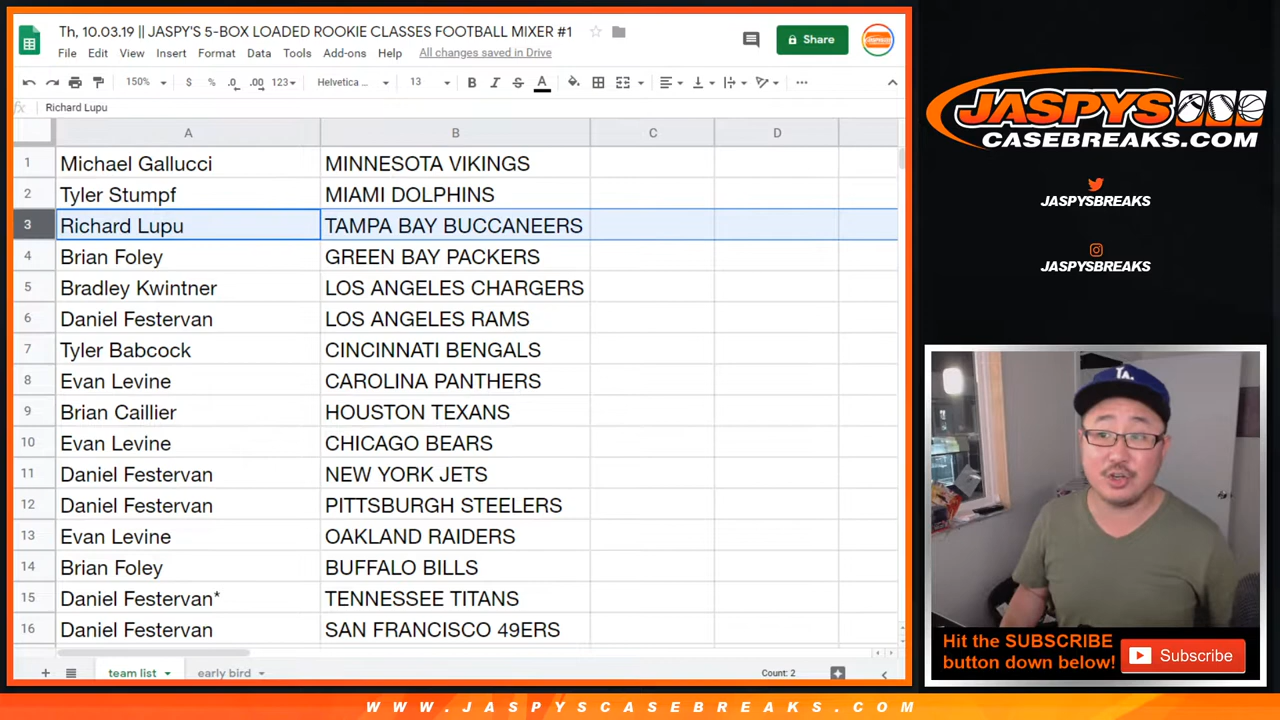 Th, 10.03.19 || JASPY'S 5-BOX LOADED ROOKIE CLASSES FOOTBALL MIXER #1
File Edit View Insert Format Data Tools Add-ons Help All changes saved in Drive
Share
150% $ % .0 .00 123 Helvetica ... 13 B I S A ...
fx Richard Lupu
A B C D
1 Michael Gallucci MINNESOTA VIKINGS
2 Tyler Stumpf MIAMI DOLPHINS
3 Richard Lupu TAMPA BAY BUCCANEERS
4 Brian Foley GREEN BAY PACKERS
5 Bradley Kwintner LOS ANGELES CHARGERS
6 Daniel Festervan LOS ANGELES RAMS
7 Tyler Babcock CINCINNATI BENGALS
8 Evan Levine CAROLINA PANTHERS
9 Brian Caillier HOUSTON TEXANS
10 Evan Levine CHICAGO BEARS
11 Daniel Festervan NEW YORK JETS
12 Daniel Festervan PITTSBURGH STEELERS
13 Evan Levine OAKLAND RAIDERS
14 Brian Foley BUFFALO BILLS
15 Daniel Festervan* TENNESSEE TITANS
16 Daniel Festervan SAN FRANCISCO 49ERS
team list early bird Count: 2
JASPYS
CASEBREAKS.COM
JASPYSBREAKS
JASPYSBREAKS
LA
Hit the SUBSCRIBE
button down below!
Subscribe
WWW.JASPYSCASEBREAKS.COM